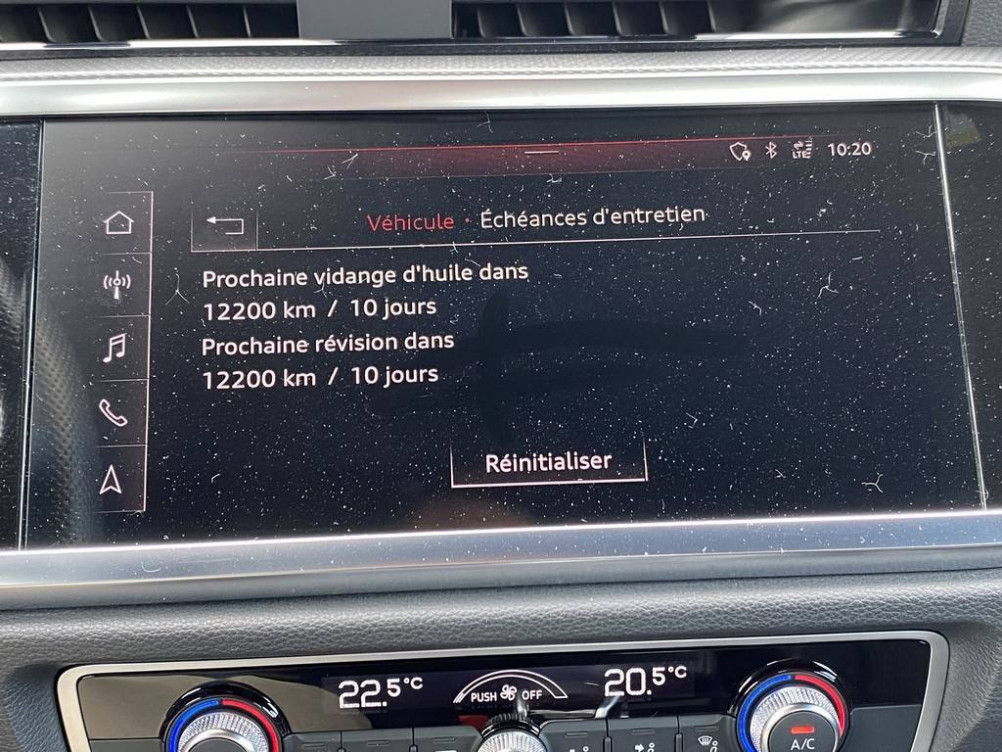 LTE 10:20
Véhicule · Échéances d'entretien
Prochaine vidange d'huile dans
12200 km / 10 jours
Prochaine révision dans
12200 km / 10 jours
Réinitialiser
22.5°C PUSH OFF 20.5°C
A/C